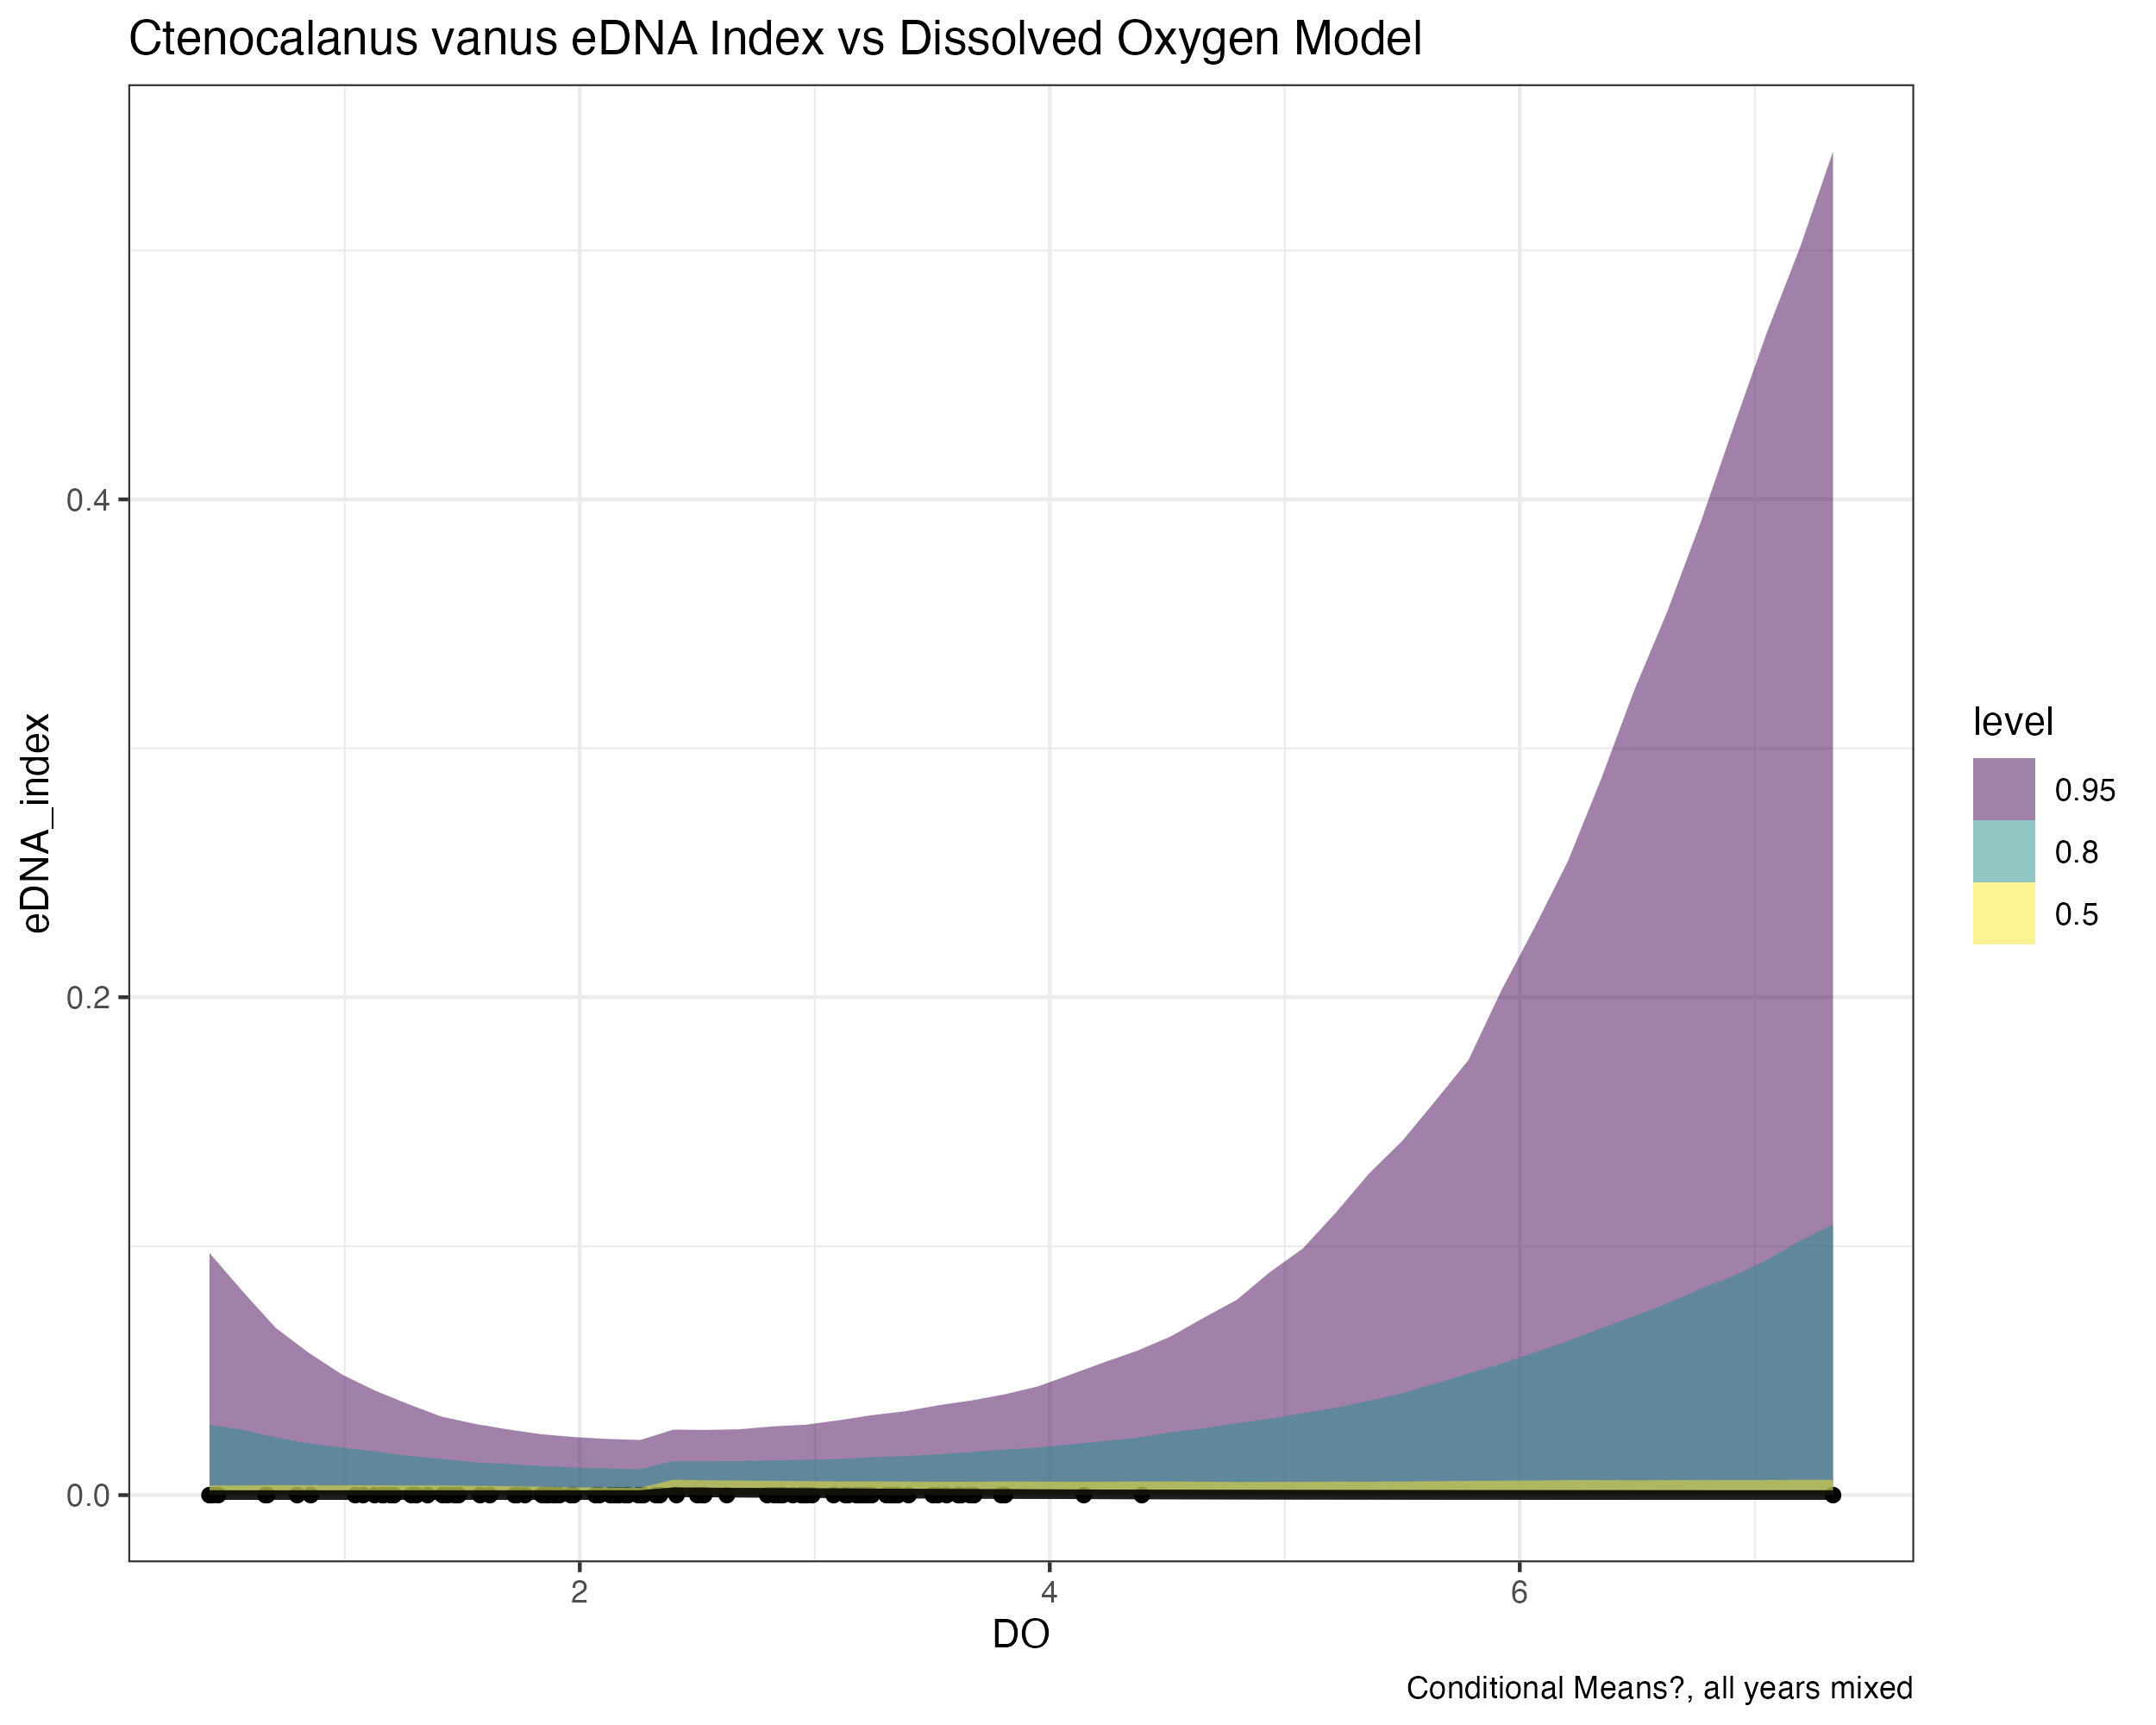 Ctenocalanus vanus eDNA Index vs Dissolved Oxygen Model
eDNA_index
0.4
0.2
0.0
2 4 6
DO
level
0.95
0.8
0.5
Conditional Means?, all years mixed